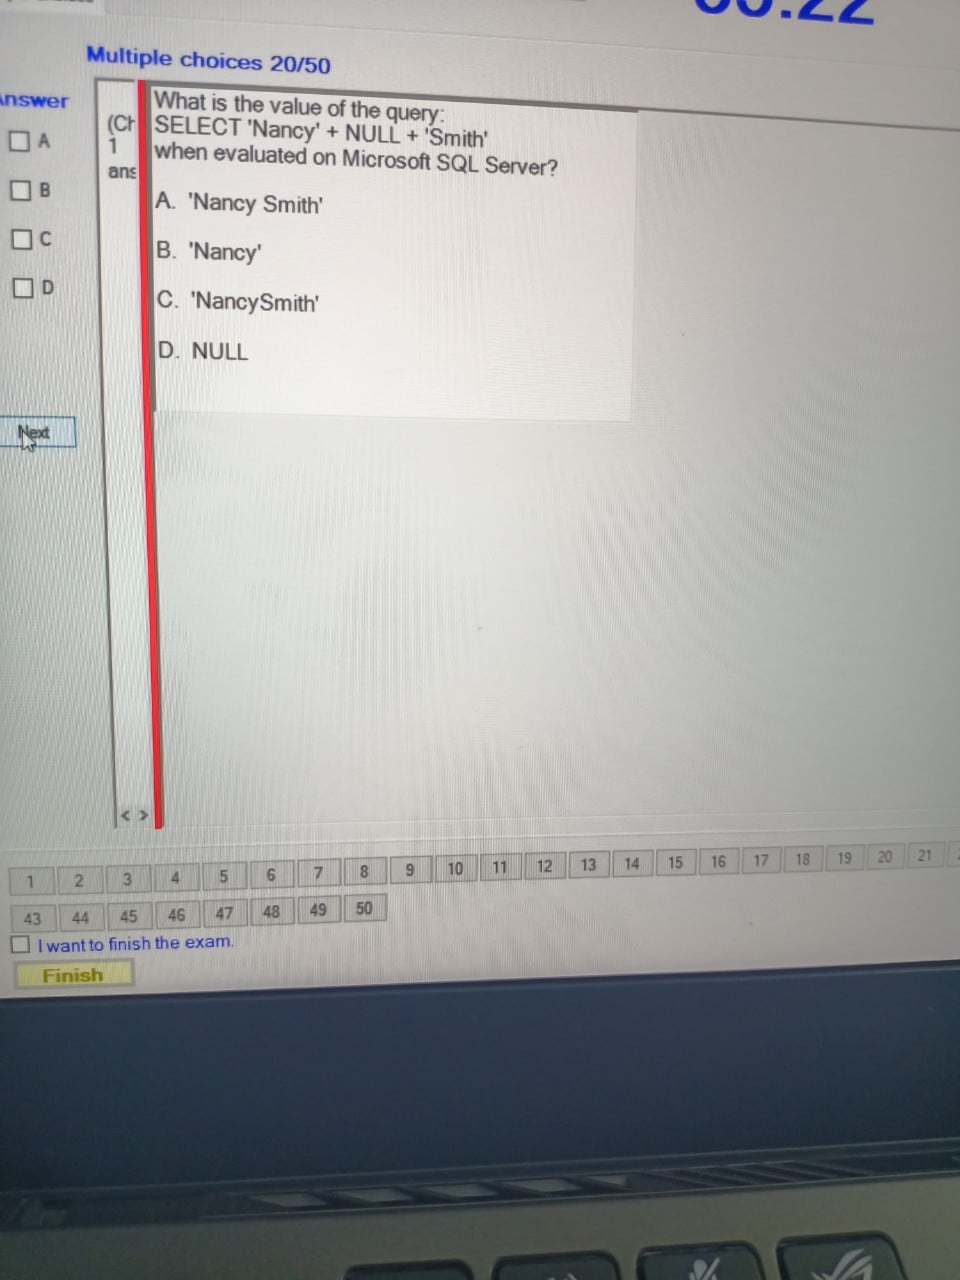 Multiple choices 20/50
Answer
A
B
C
D
(Ch
1
ans
What is the value of the query:
SELECT 'Nancy' + NULL + 'Smith'
when evaluated on Microsoft SQL Server?
A. 'Nancy Smith'
B. 'Nancy'
C. 'NancySmith'
D. NULL
Next
< >
1 2 3 4 5 6 7 8 9 10 11 12 13 14 15 16 17 18 19 20 21
43 44 45 46 47 48 49 50
I want to finish the exam.
Finish